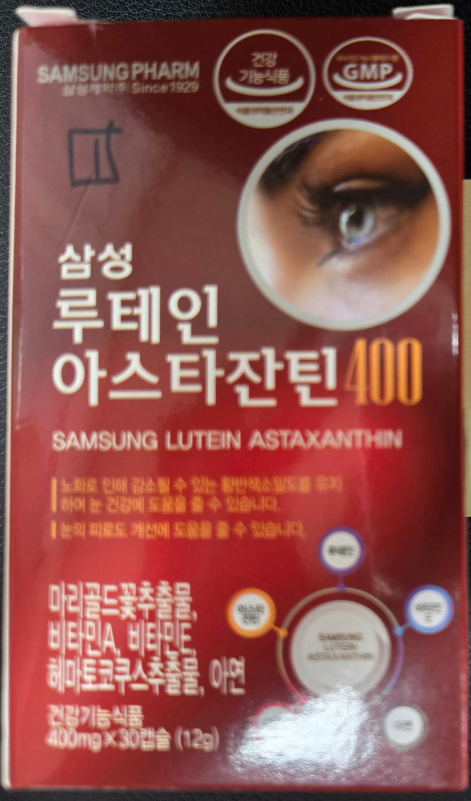 SAMSUNG PHARM
삼성제약(주) Since 1929
건강
기능식품
GMP
삼성
루테인
아스타잔틴 400
SAMSUNG LUTEIN ASTAXANTHIN
노화로 인해 감소될 수 있는 황반색소밀도를 유지
하여 눈 건강에 도움을 줄 수 있습니다.
눈의 피로도 개선에 도움을 줄 수 있습니다.
루테인
아스타
잔틴
비타민
SAMSUNG
LUTEIN
ASTAXANTHIN
아연
마리골드꽃추출물,
비타민A, 비타민E,
헤마토코쿠스추출물, 아연
건강기능식품
400mg×30캡슐 (12g)